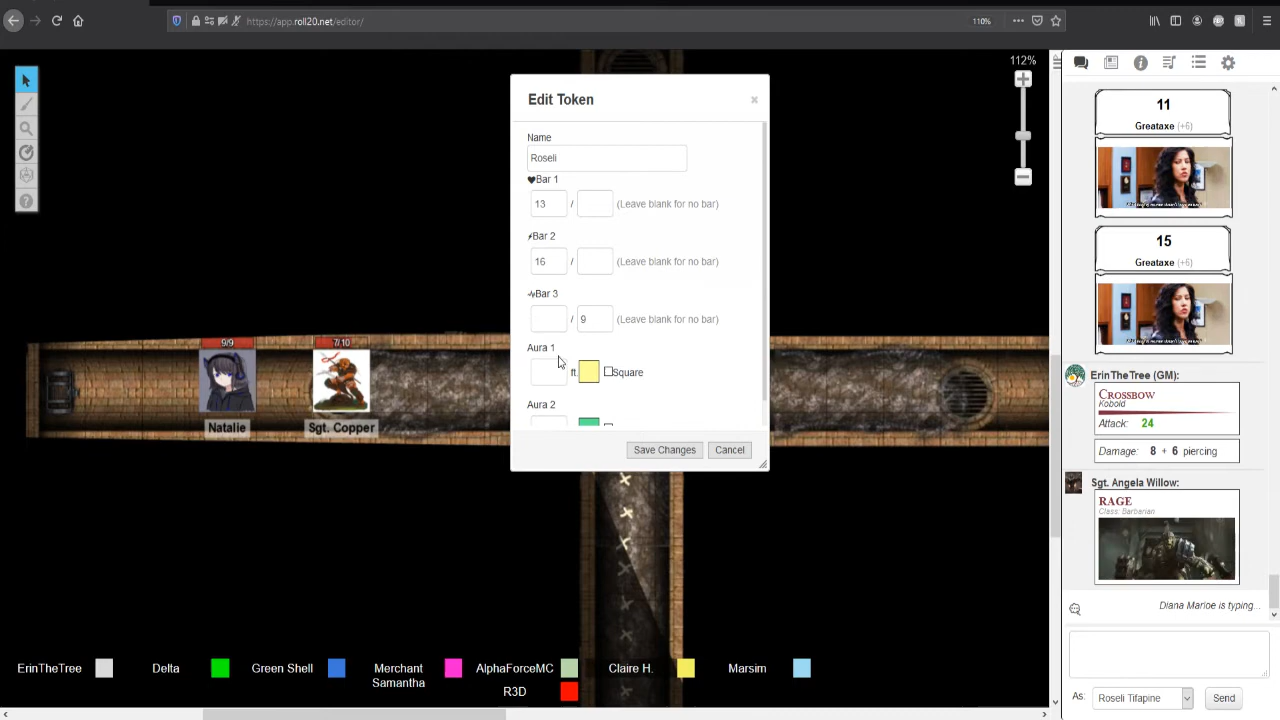 https://app.roll20.net/editor/
110%
112%
Edit Token
Name
Roseli
Bar 1
13 / (Leave blank for no bar)
Bar 2
16 / (Leave blank for no bar)
Bar 3
/ 9 (Leave blank for no bar)
Aura 1
ft. Square
Aura 2
Save Changes
Cancel
9/9
7/10
Natalie
Sgt. Copper
ErinTheTree
Delta
Green Shell
Merchant
Samantha
AlphaForceMC
Claire H.
Marsim
R3D
11
Greataxe (+6)
15
Greataxe (+6)
ErinTheTree (GM):
CROSSBOW
Kobold
Attack: 24
Damage: 8 + 6 piercing
Sgt. Angela Willow:
RAGE
Class: Barbarian
Diana Marloe is typing...
As: Roseli Tifapine
Send